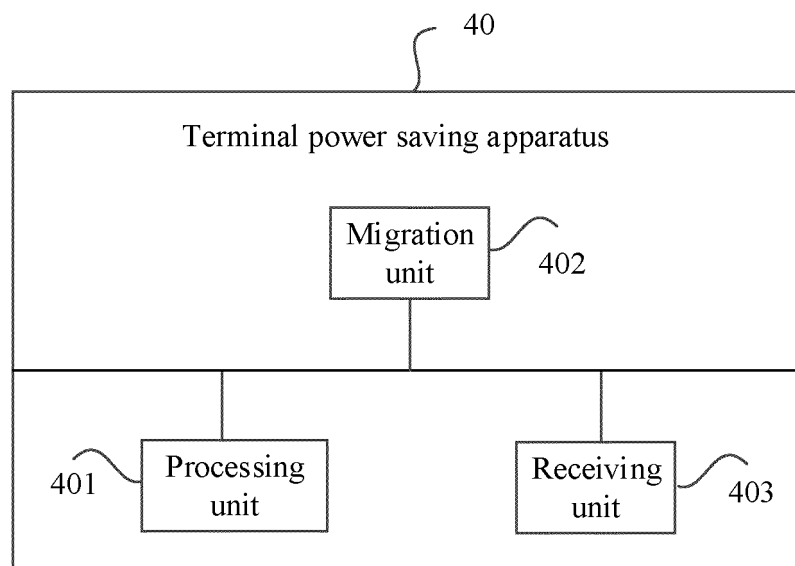 40
Terminal power saving apparatus
Migration
unit
402
401
Processing
unit
Receiving
unit
403